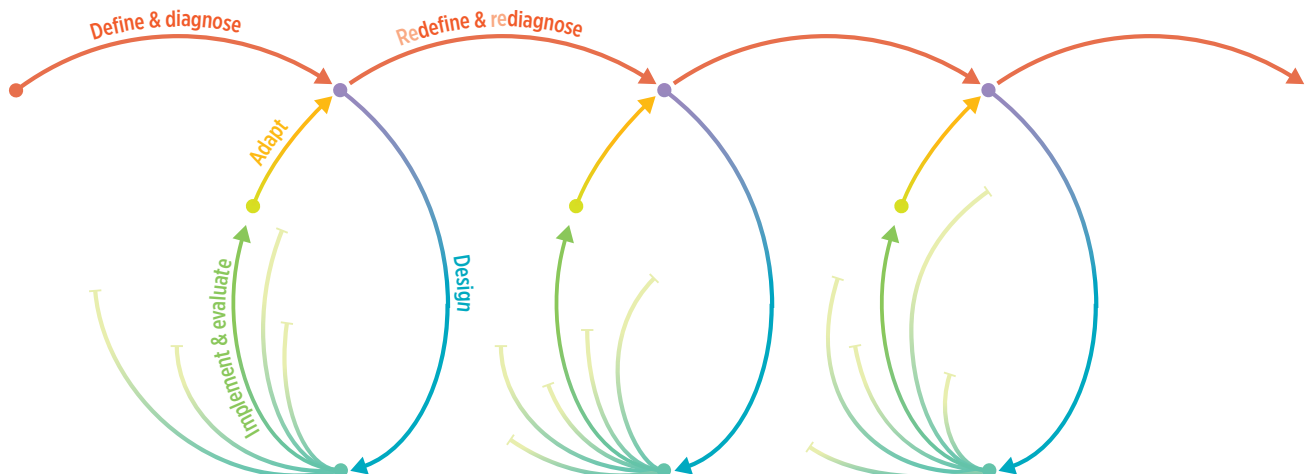 Define & diagnose
Redefine & rediagnose
Adapt
Implement & evaluate
Design